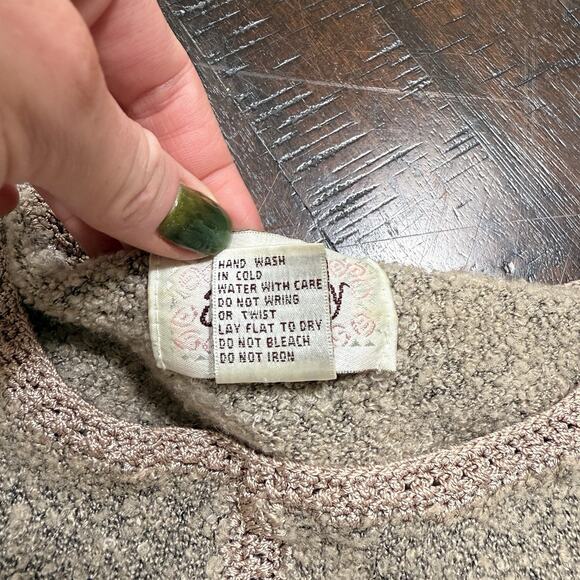 HAND WASH
IN COLD
WATER WITH CARE
DO NOT WRING
OR TWIST
LAY FLAT TO DRY
DO NOT BLEACH
DO NOT IRON